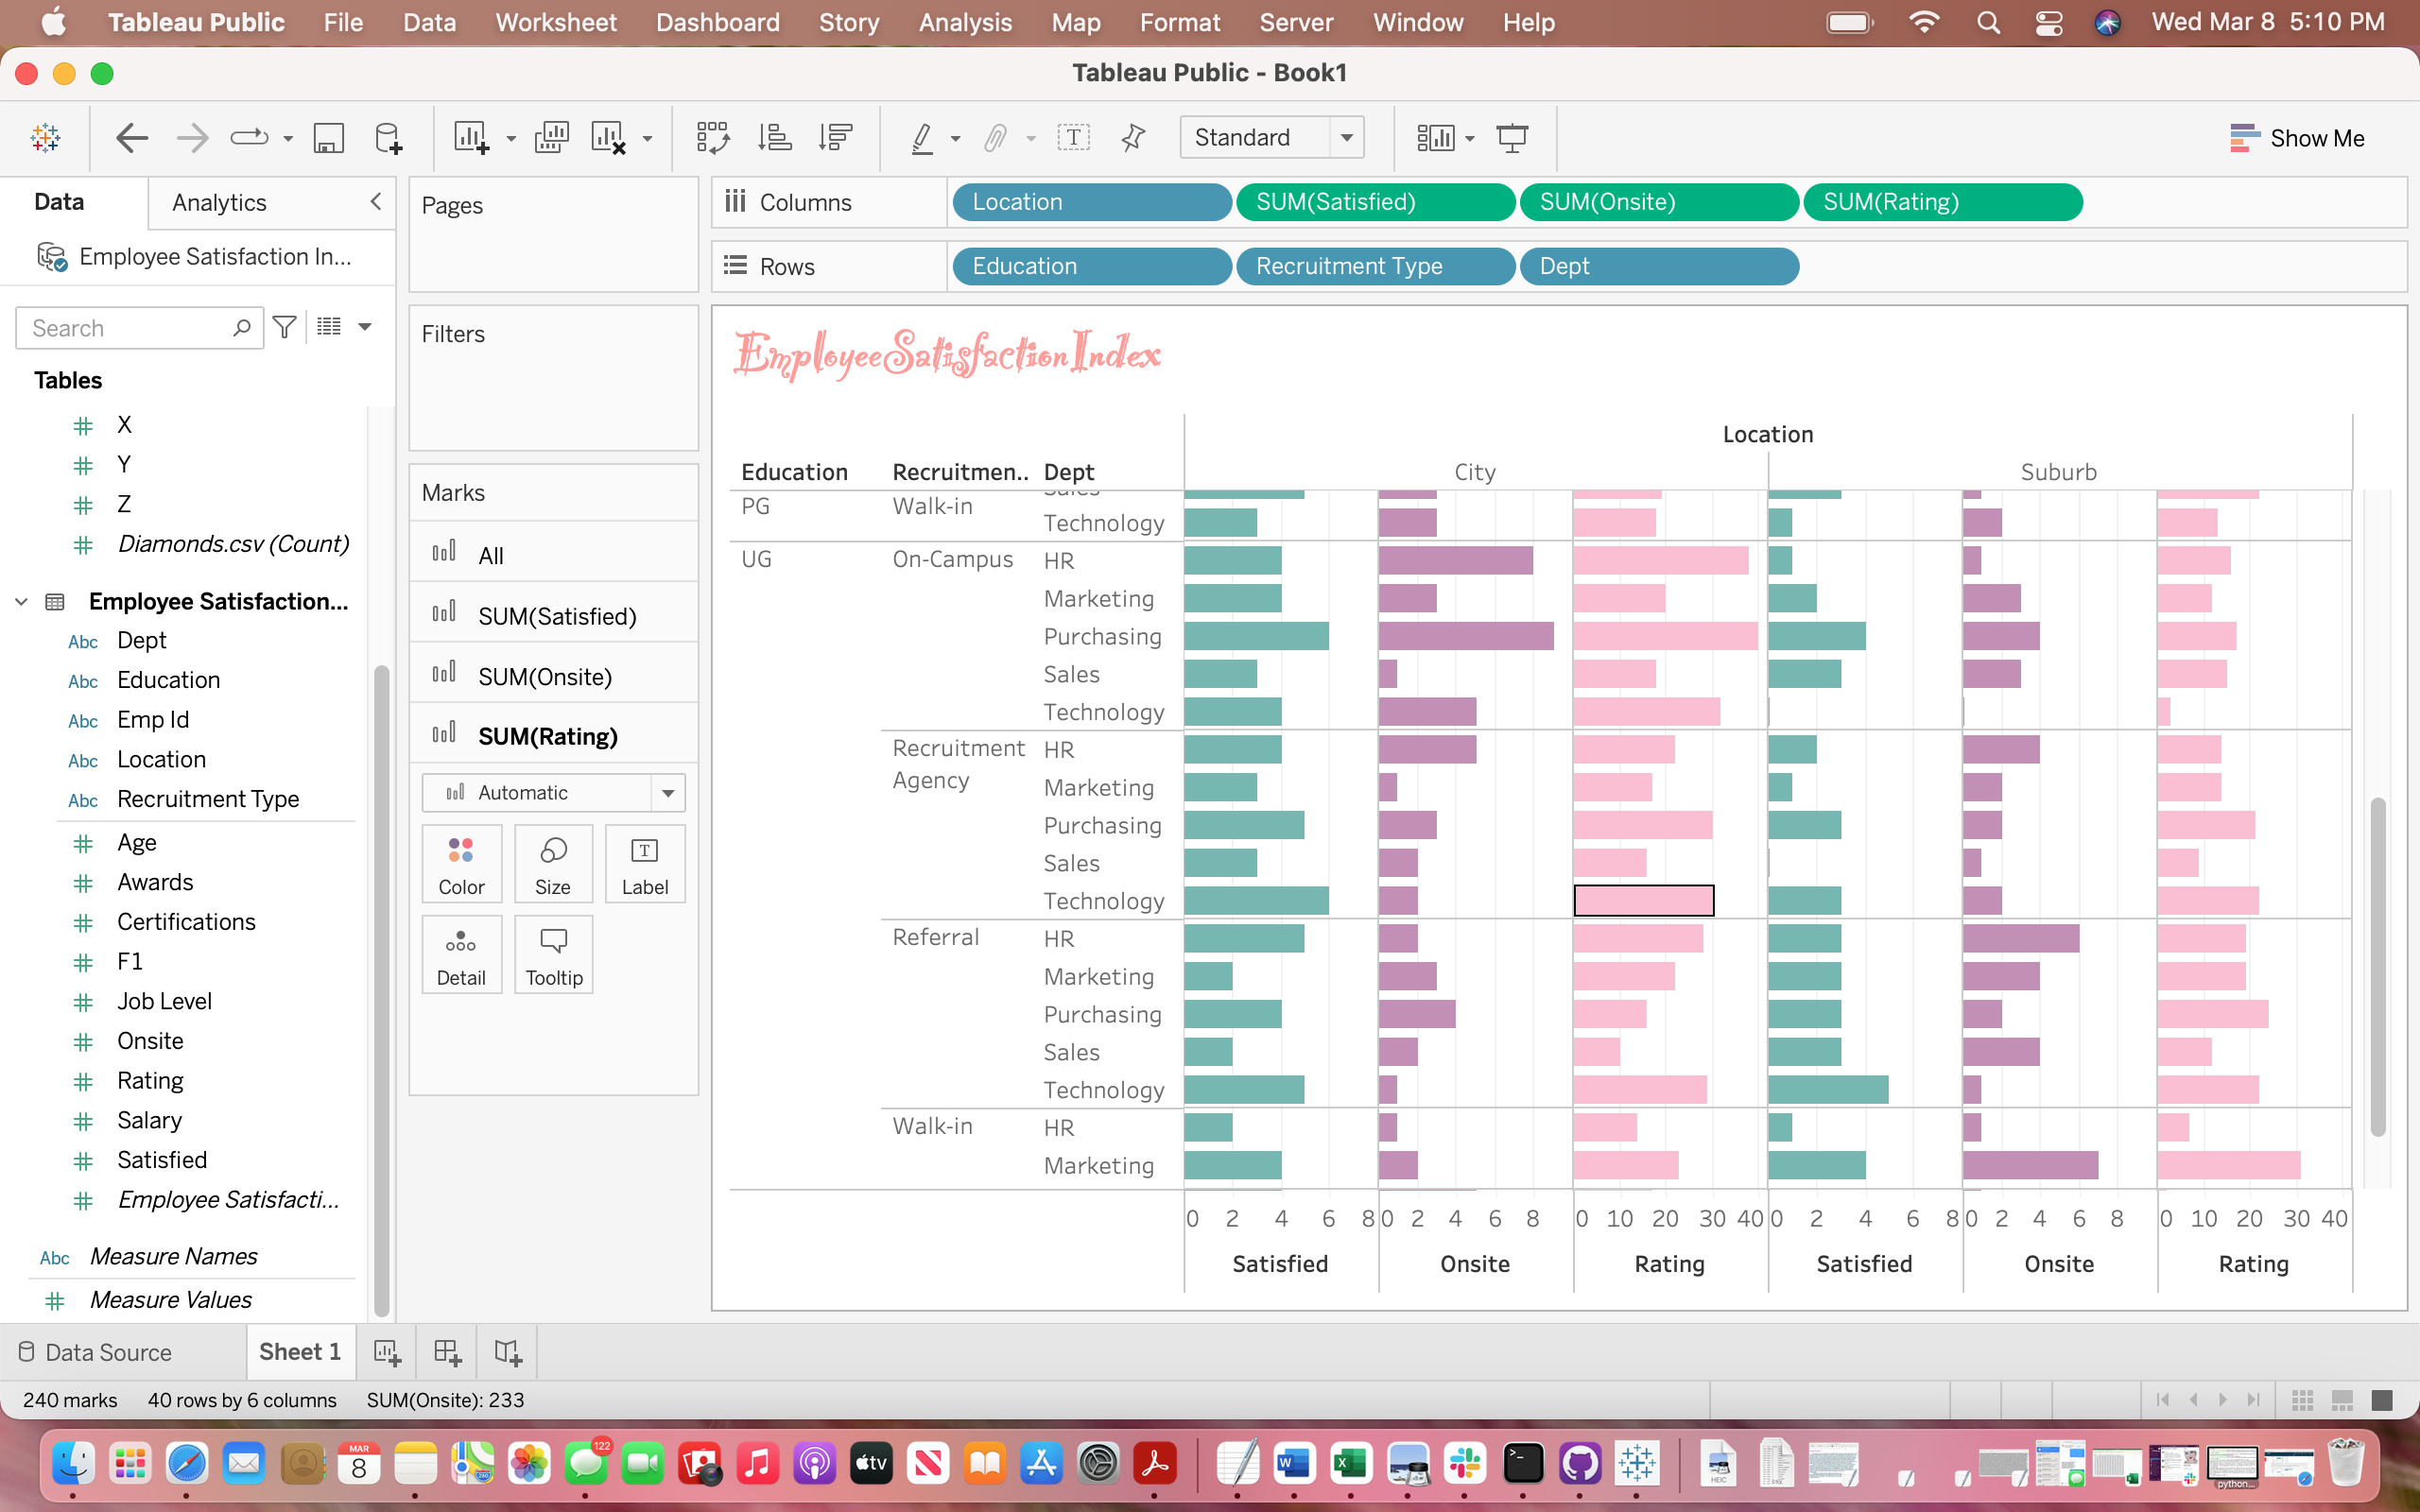 Tableau Public File Data Worksheet Dashboard Story Analysis Map Format Server Window Help Wed Mar 8 5:10 PM
Tableau Public - Book1
Standard Show Me
Data Analytics
Employee Satisfaction In...
Search
Tables
X
Y
Z
Diamonds.csv (Count)
Employee Satisfaction...
Abc Dept
Abc Education
Abc Emp Id
Abc Location
Abc Recruitment Type
Age
Awards
Certifications
F1
Job Level
Onsite
Rating
Salary
Satisfied
Employee Satisfacti...
Abc Measure Names
Measure Values
Pages
Filters
Marks
All
SUM(Satisfied)
SUM(Onsite)
SUM(Rating)
Automatic
Color Size Label
Detail Tooltip
Columns Location SUM(Satisfied) SUM(Onsite) SUM(Rating)
Rows Education Recruitment Type Dept
Employee Satisfaction Index
Location
Education Recruitmen.. Dept City Suburb
Sales
PG Walk-in Technology
UG On-Campus HR
Marketing
Purchasing
Sales
Technology
Recruitment Agency HR
Marketing
Purchasing
Sales
Technology
Referral HR
Marketing
Purchasing
Sales
Technology
Walk-in HR
Marketing
0 2 4 6 8 0 2 4 6 8 0 10 20 30 40 0 2 4 6 8 0 2 4 6 8 0 10 20 30 40
Satisfied Onsite Rating Satisfied Onsite Rating
Data Source Sheet 1
240 marks 40 rows by 6 columns SUM(Onsite): 233
MAR
8
122
tv
W
X
HEIC
python...